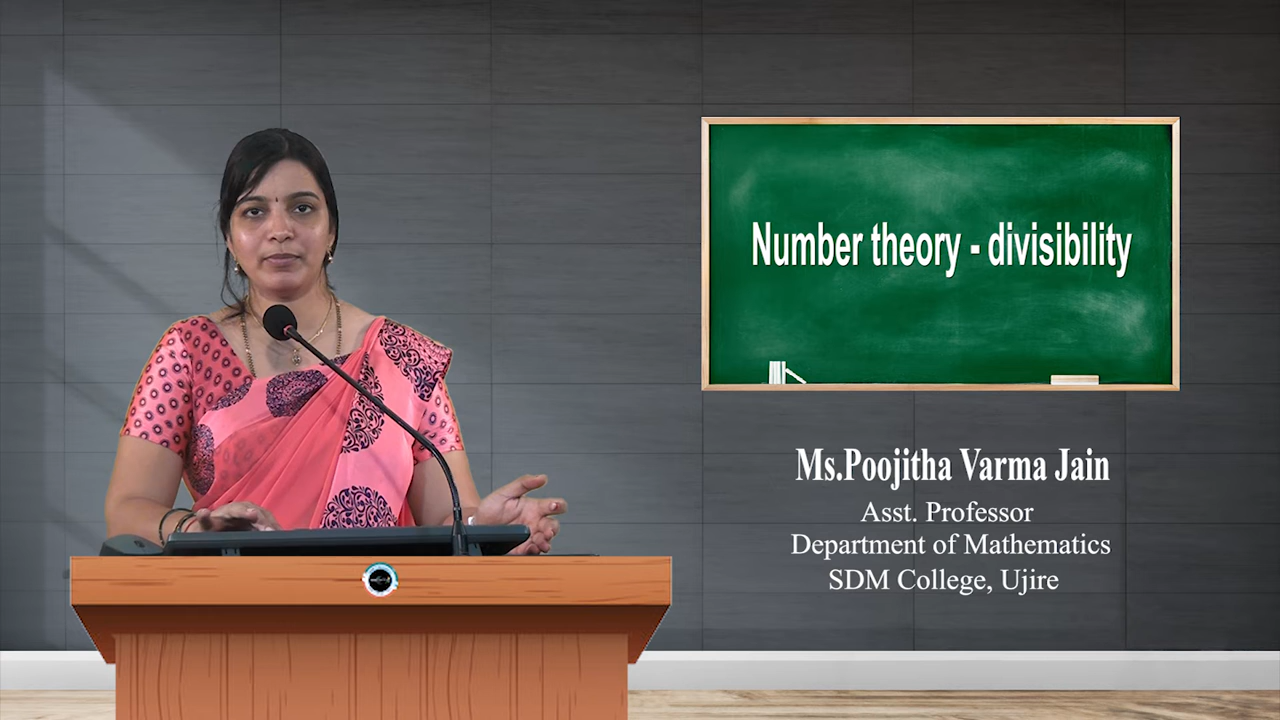 Number theory - divisibility
Ms.Poojitha Varma Jain
Asst. Professor
Department of Mathematics
SDM College, Ujire